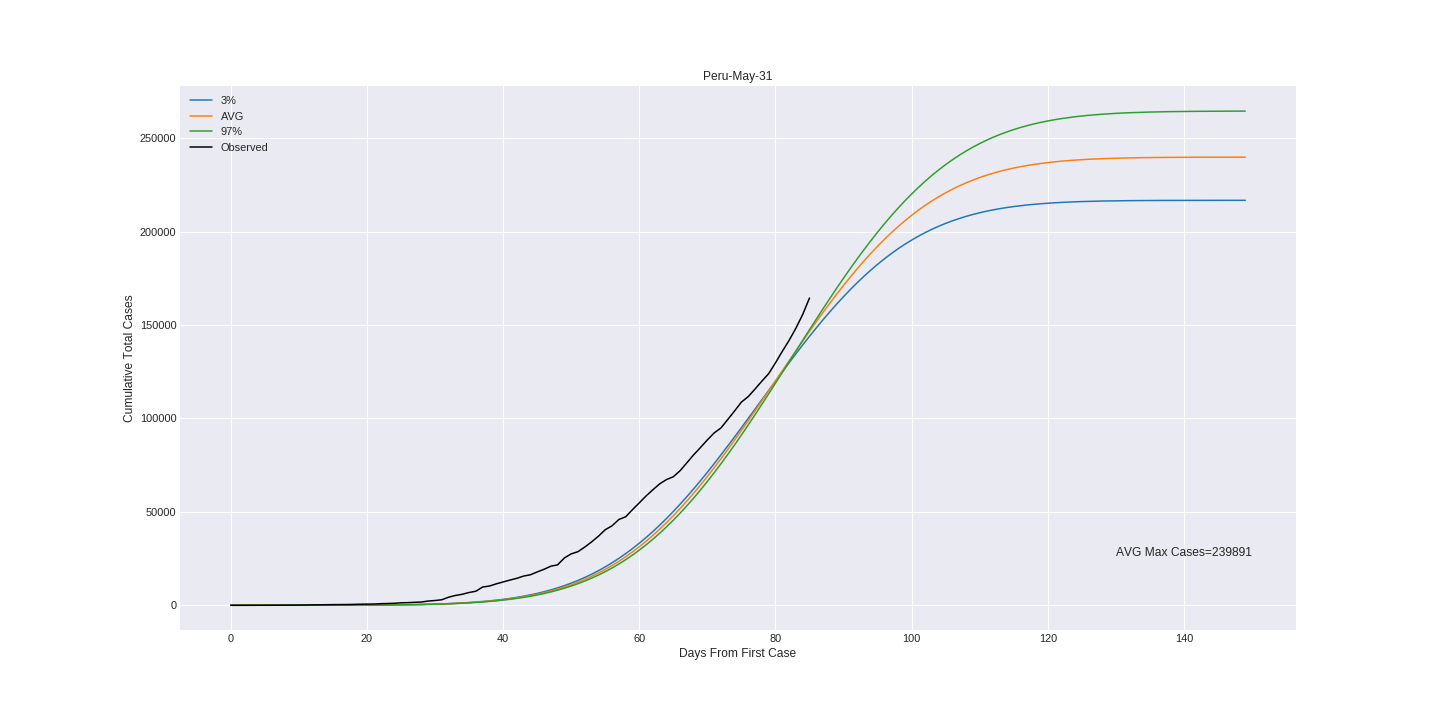 Peru-May-31
3%
AVG
97%
Observed
250000
200000
150000
100000
50000
0
Cumulative Total Cases
AVG Max Cases=239891
0 20 40 60 80 100 120 140
Days From First Case